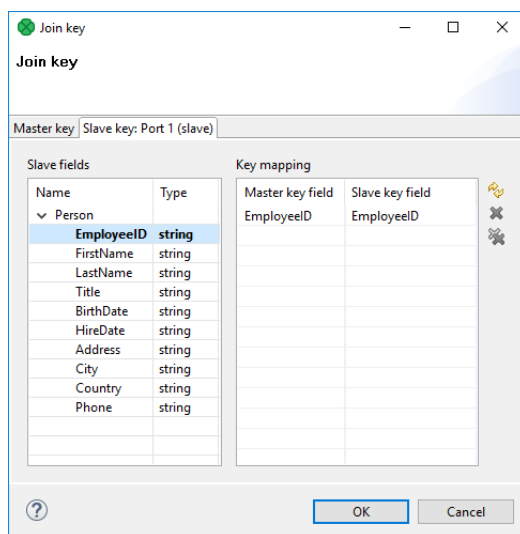 Join key
Join key
Master key Slave key: Port 1 (slave)
Slave fields Key mapping
Name Type Master key field Slave key field
Person EmployeeID EmployeeID
EmployeeID string
FirstName string
LastName string
Title string
BirthDate string
HireDate string
Address string
City string
Country string
Phone string
? OK Cancel